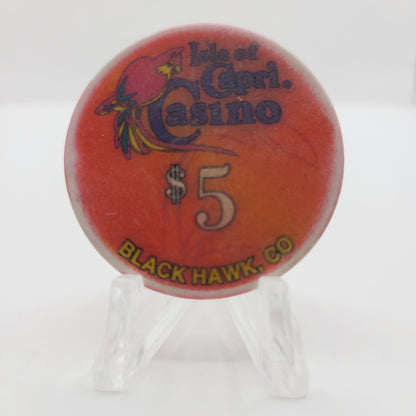 Isle of
Capri.
Casino
$5
BLACK HAWK, CO